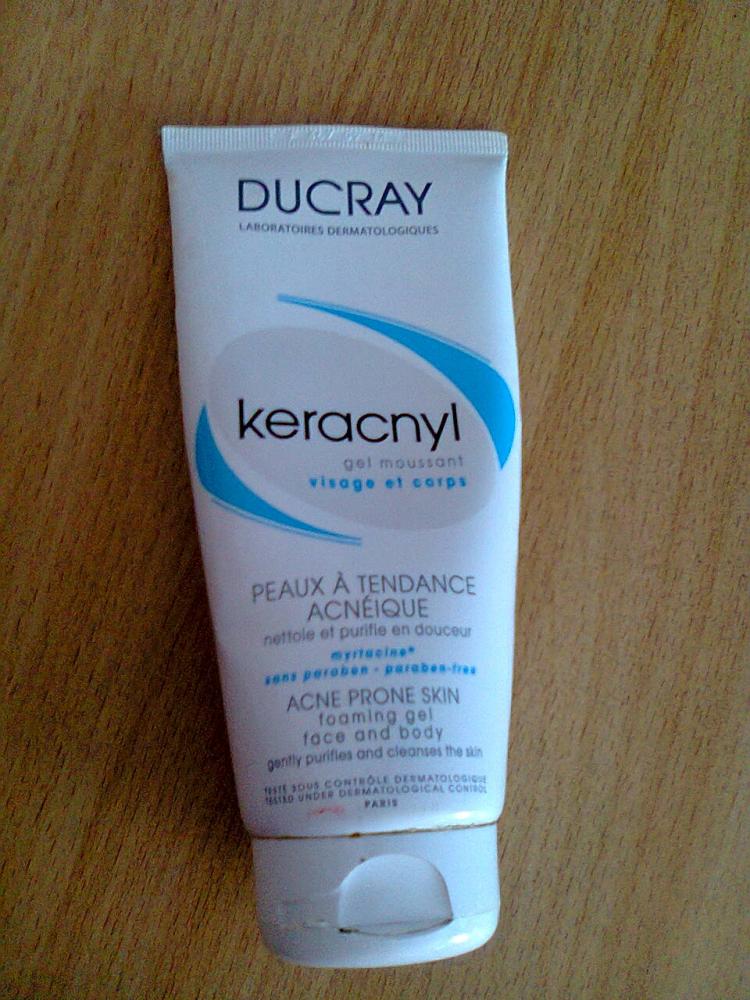 DUCRAY
LABORATOIRES DERMATOLOGIQUES
keracnyl
gel moussant
visage et corps
PEAUX À TENDANCE
ACNÉIQUE
nettoie et purifie en douceur
myrtacine®
sans paraben - paraben-free
ACNE PRONE SKIN
foaming gel
face and body
gently purifies and cleanses the skin
TESTÉ SOUS CONTRÔLE DERMATOLOGIQUE
TESTED UNDER DERMATOLOGICAL CONTROL
PARIS